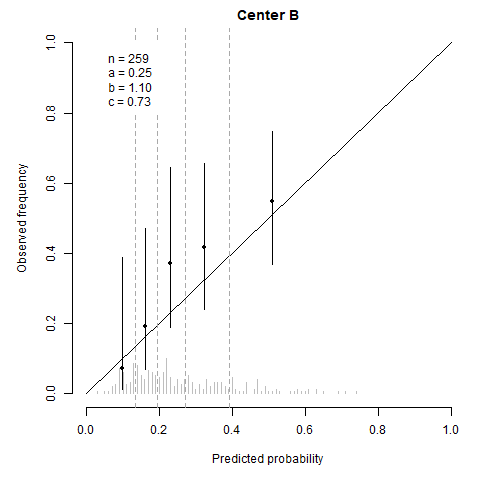 Center B
n = 259
a = 0.25
b = 1.10
c = 0.73
Observed frequency
1.0
0.8
0.6
0.4
0.2
0.0
0.0 0.2 0.4 0.6 0.8 1.0
Predicted probability